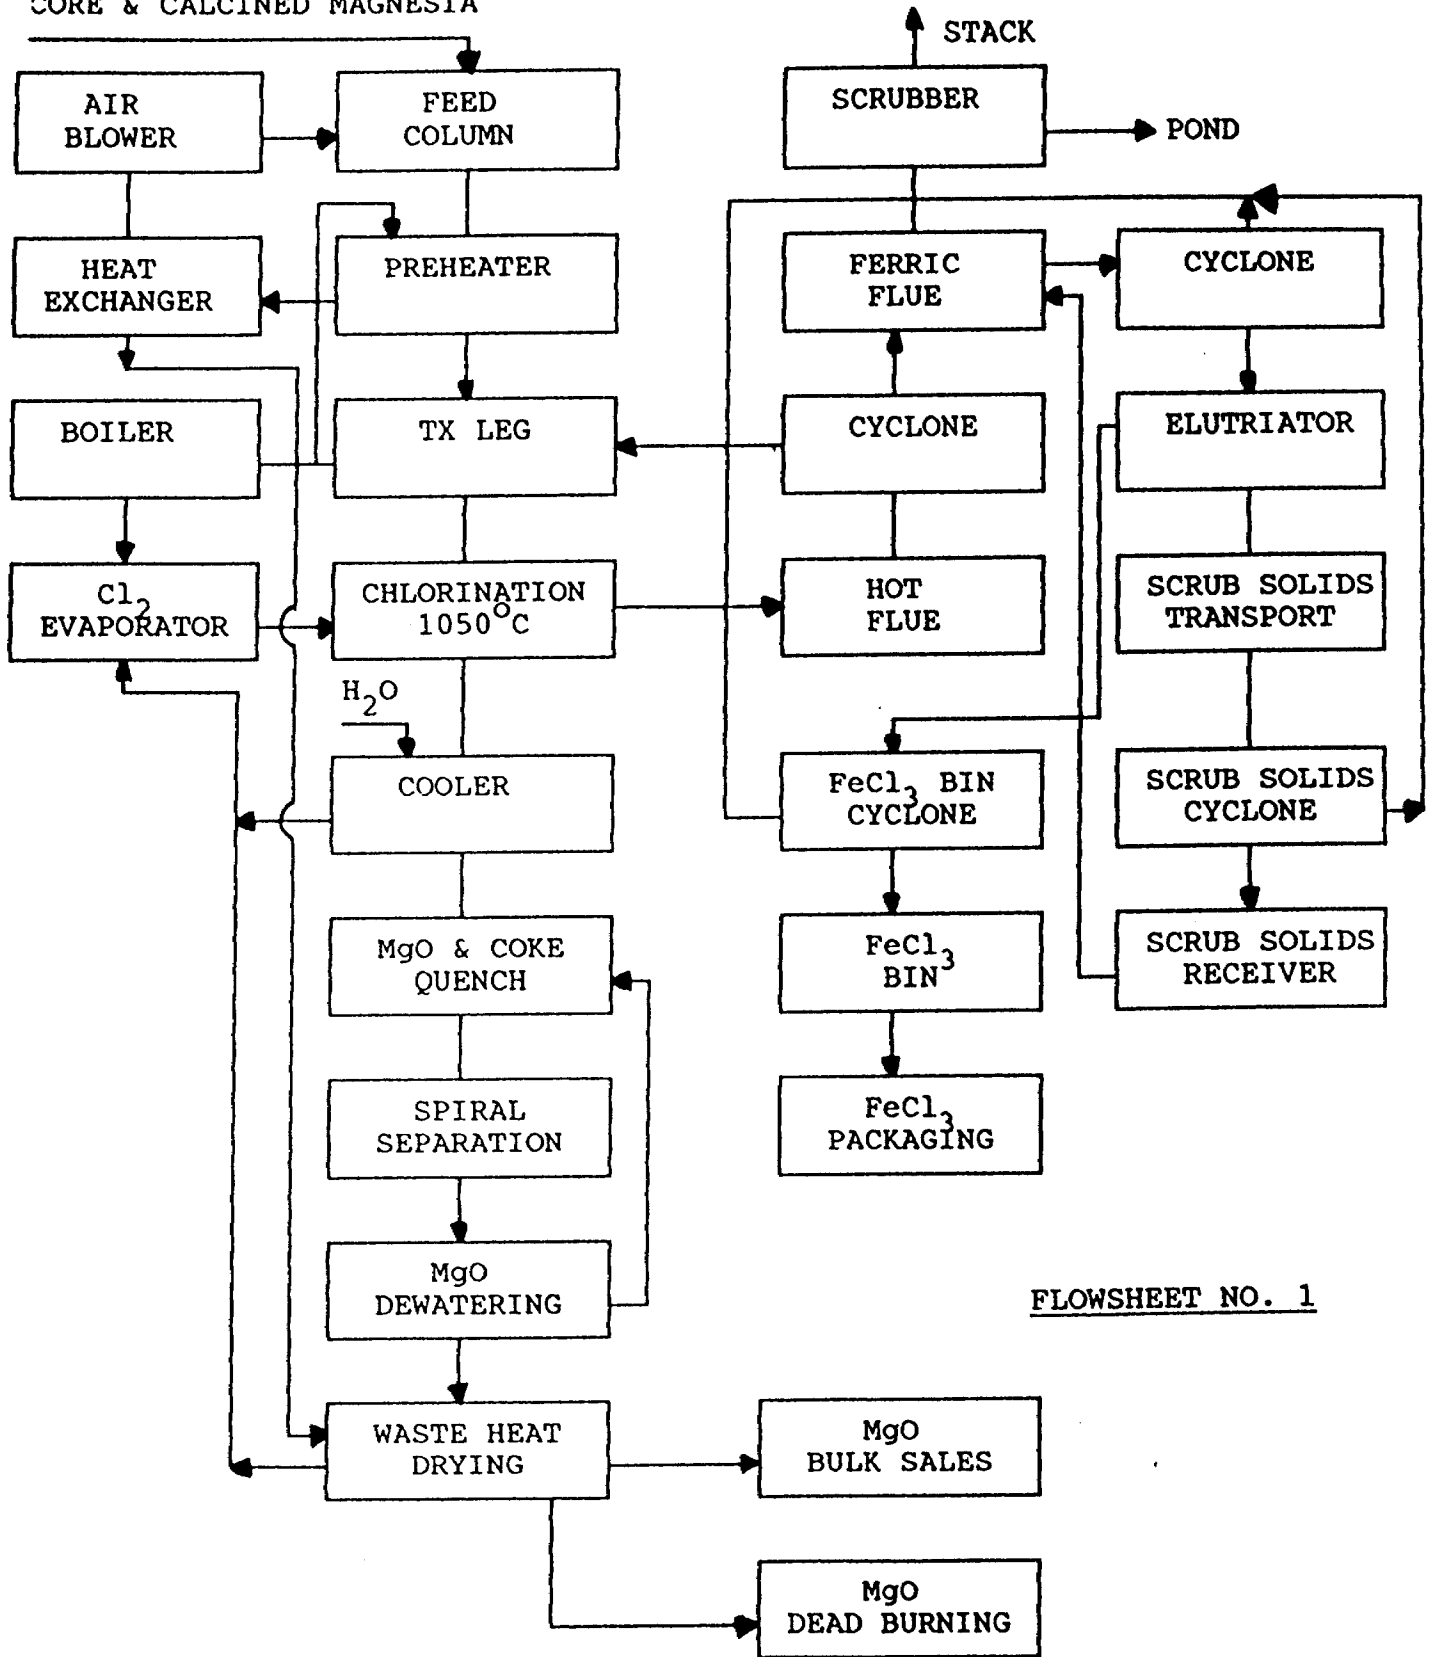 CORE & CALCINED MAGNESIA
STACK
AIR
BLOWER
FEED
COLUMN
SCRUBBER
POND
HEAT
EXCHANGER
PREHEATER
FERRIC
FLUE
CYCLONE
BOILER
TX LEG
CYCLONE
ELUTRIATOR
Cl2
EVAPORATOR
CHLORINATION
1050°C
HOT
FLUE
SCRUB SOLIDS
TRANSPORT
H2O
COOLER
FeCl3 BIN
CYCLONE
SCRUB SOLIDS
CYCLONE
MgO & COKE
QUENCH
FeCl3
BIN
SCRUB SOLIDS
RECEIVER
SPIRAL
SEPARATION
FeCl3
PACKAGING
MgO
DEWATERING
FLOWSHEET NO. 1
WASTE HEAT
DRYING
MgO
BULK SALES
MgO
DEAD BURNING